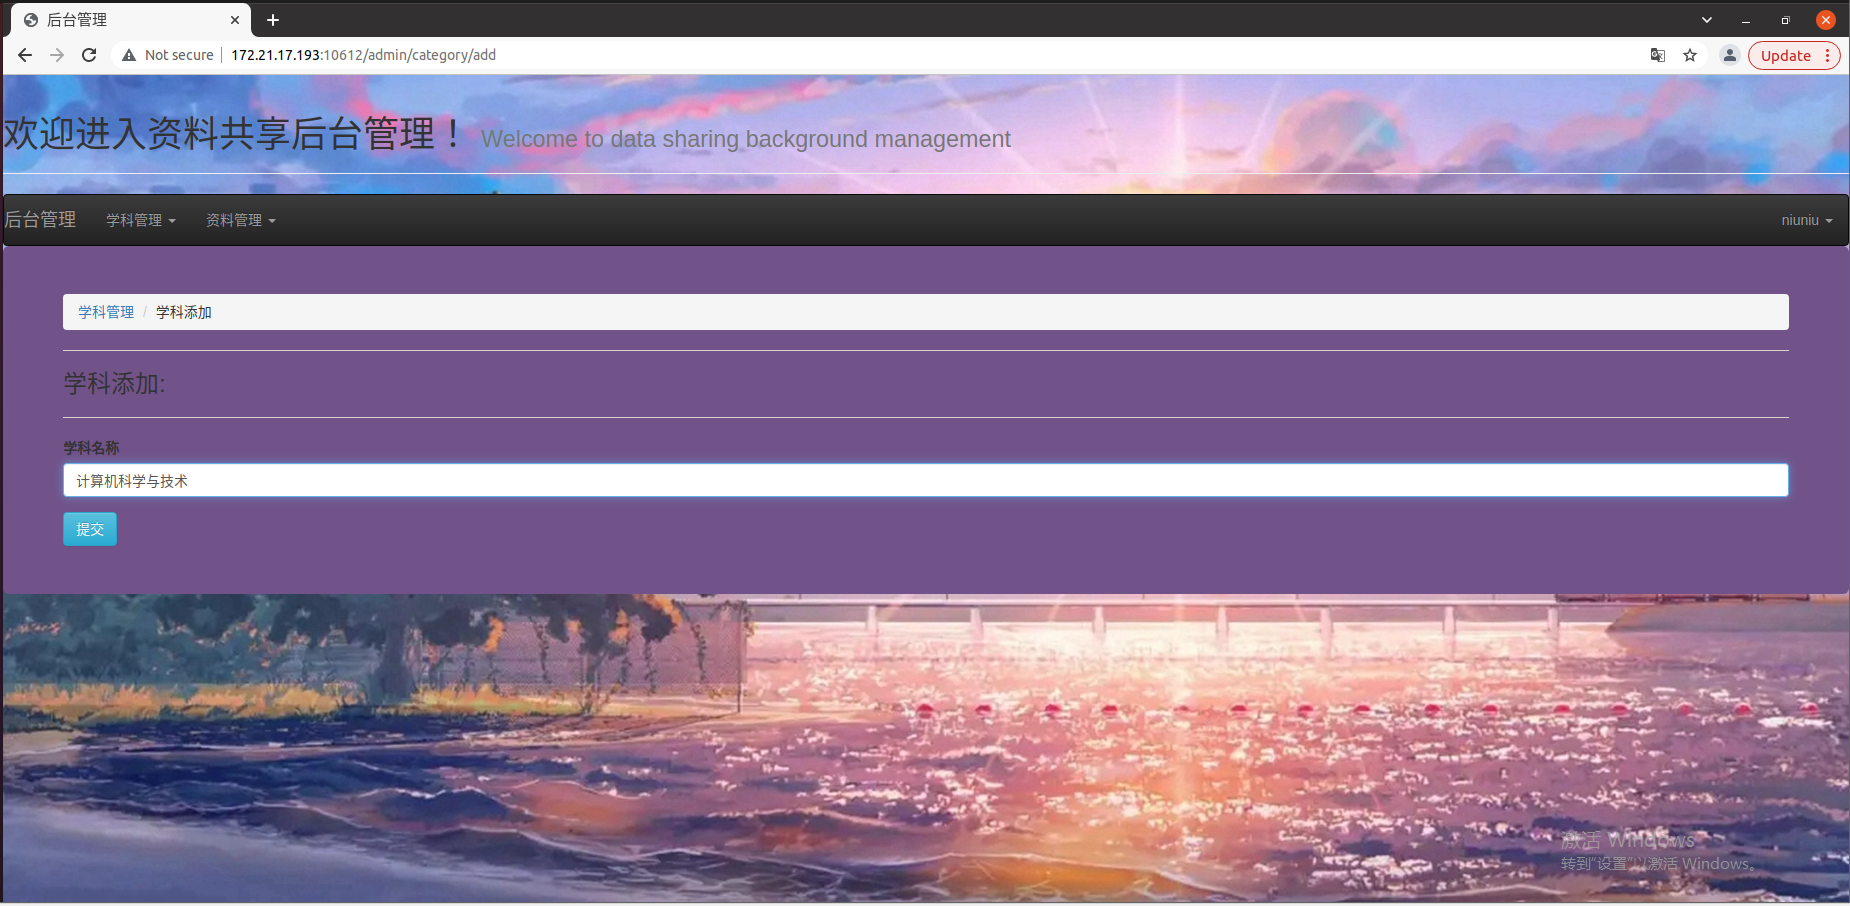 后台管理
Not secure
172.21.17.193:10612/admin/category/add
Update
欢迎进入资料共享后台管理！ Welcome to data sharing background management
后台管理 学科管理 资料管理 niuniu
学科管理 / 学科添加
学科添加:
学科名称
计算机科学与技术
提交
激活 Windows
转到"设置"以激活 Windows。